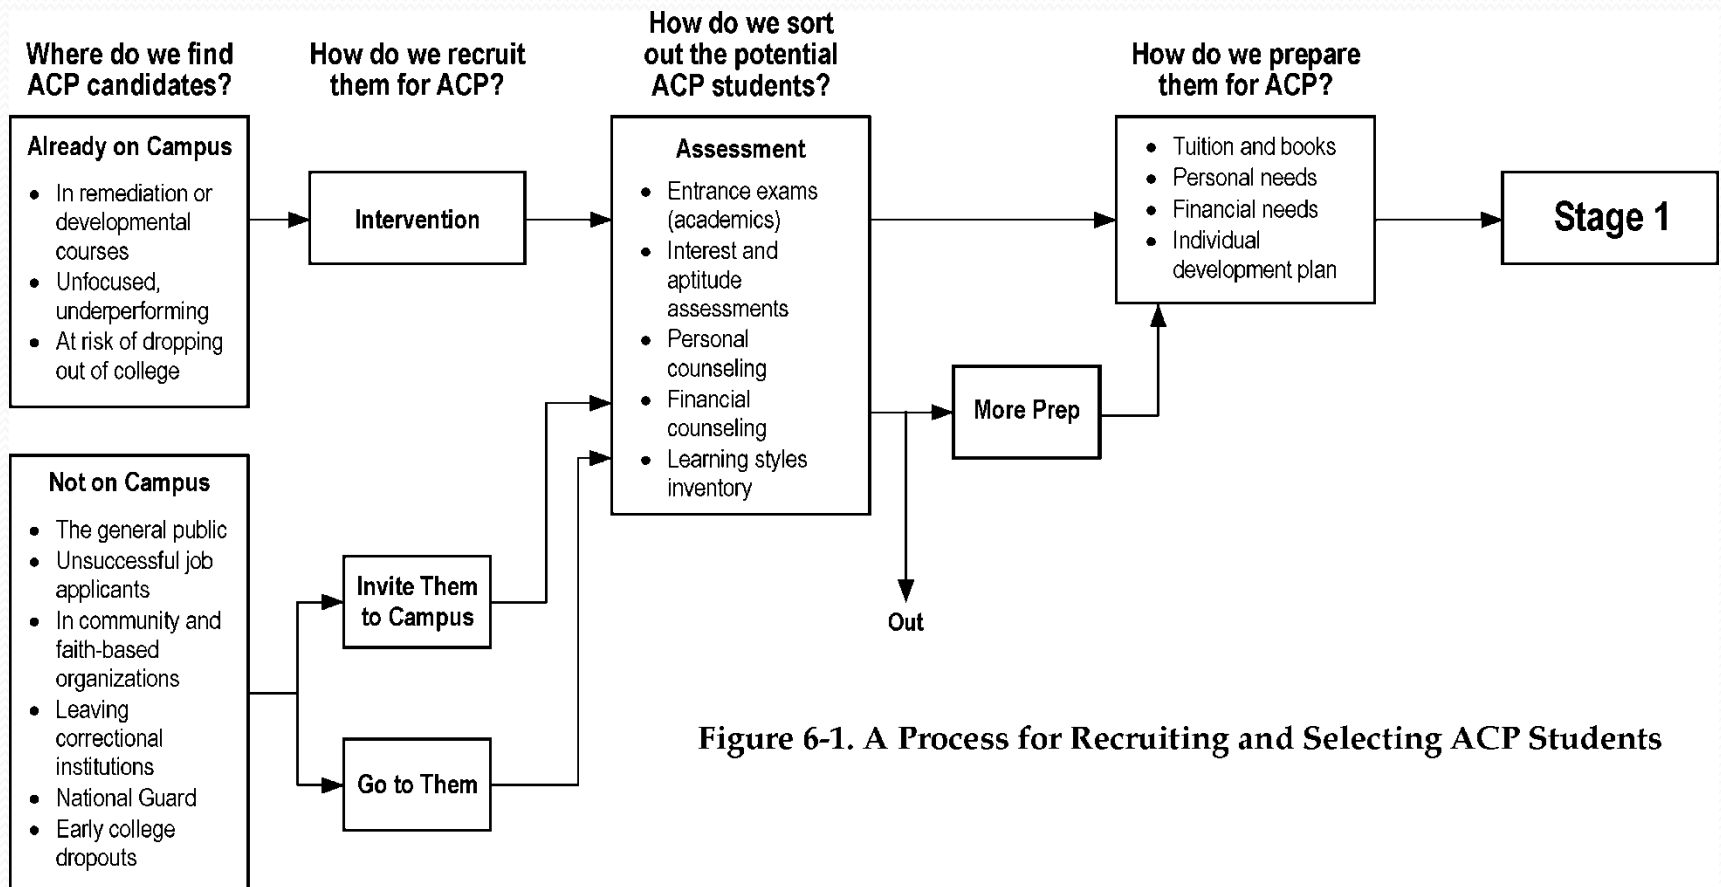 Where do we find
ACP candidates?
Already on Campus
• In remediation or
developmental
courses
• Unfocused,
underperforming
• At risk of dropping
out of college
Not on Campus
• The general public
• Unsuccessful job
applicants
• In community and
faith-based
organizations
• Leaving
correctional
institutions
• National Guard
• Early college
dropouts
How do we recruit
them for ACP?
Intervention
Invite Them
to Campus
Go to Them
How do we sort
out the potential
ACP students?
Assessment
• Entrance exams
(academics)
• Interest and
aptitude
assessments
• Personal
counseling
• Financial
counseling
• Learning styles
inventory
More Prep
Out
How do we prepare
them for ACP?
• Tuition and books
• Personal needs
• Financial needs
• Individual
development plan
Stage 1
Figure 6-1. A Process for Recruiting and Selecting ACP Students